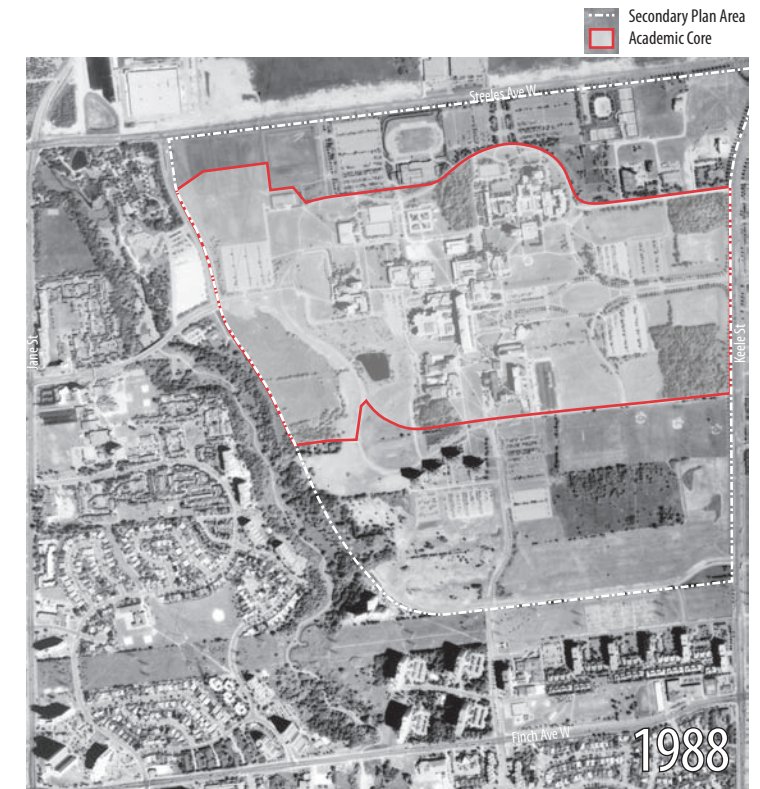 Secondary Plan Area
Academic Core
Steeles Ave W
Jane St
Keele St
Finch Ave W
1988